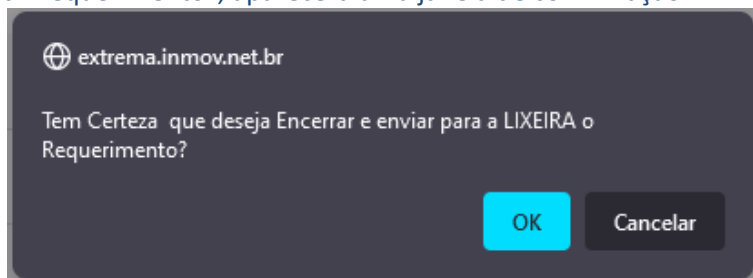 extrema.inmov.net.br
Tem Certeza que deseja Encerrar e enviar para a LIXEIRA o
Requerimento?
OK
Cancelar